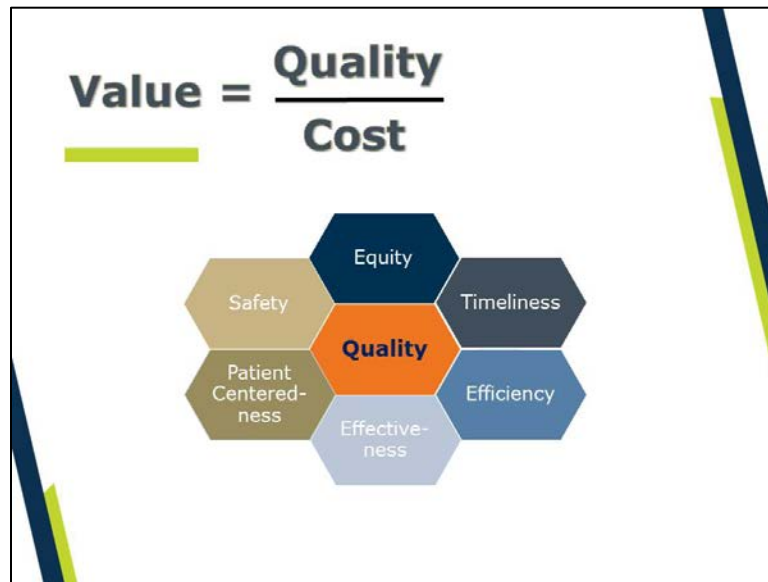 Value = Quality
Cost
Equity
Safety
Timeliness
Quality
Patient
Centered-
ness
Efficiency
Effective-
ness